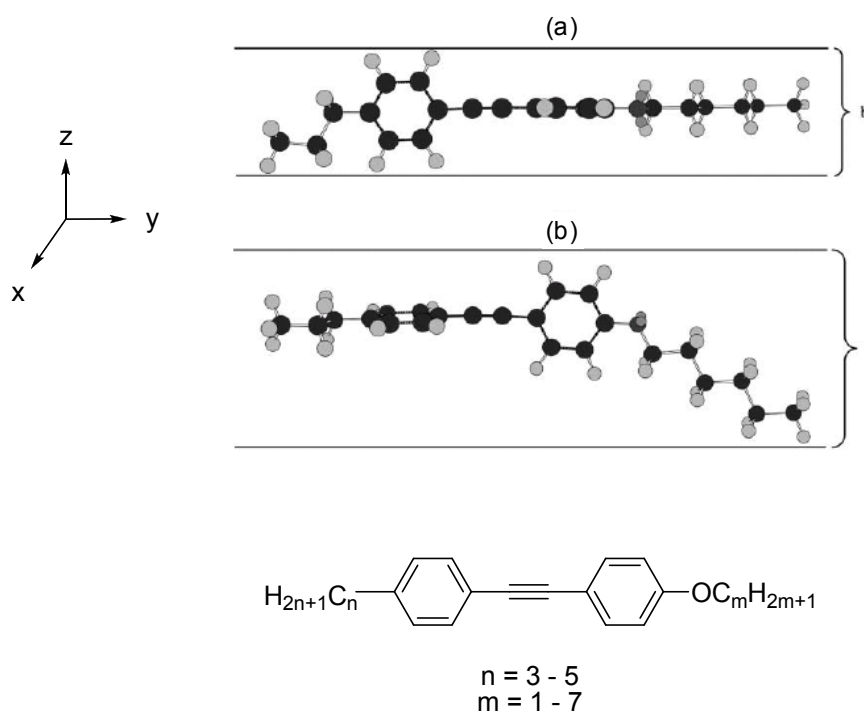 (a)
z
y
x
(b)
H2n+1Cn
OCmH2m+1
n = 3 - 5
m = 1 - 7